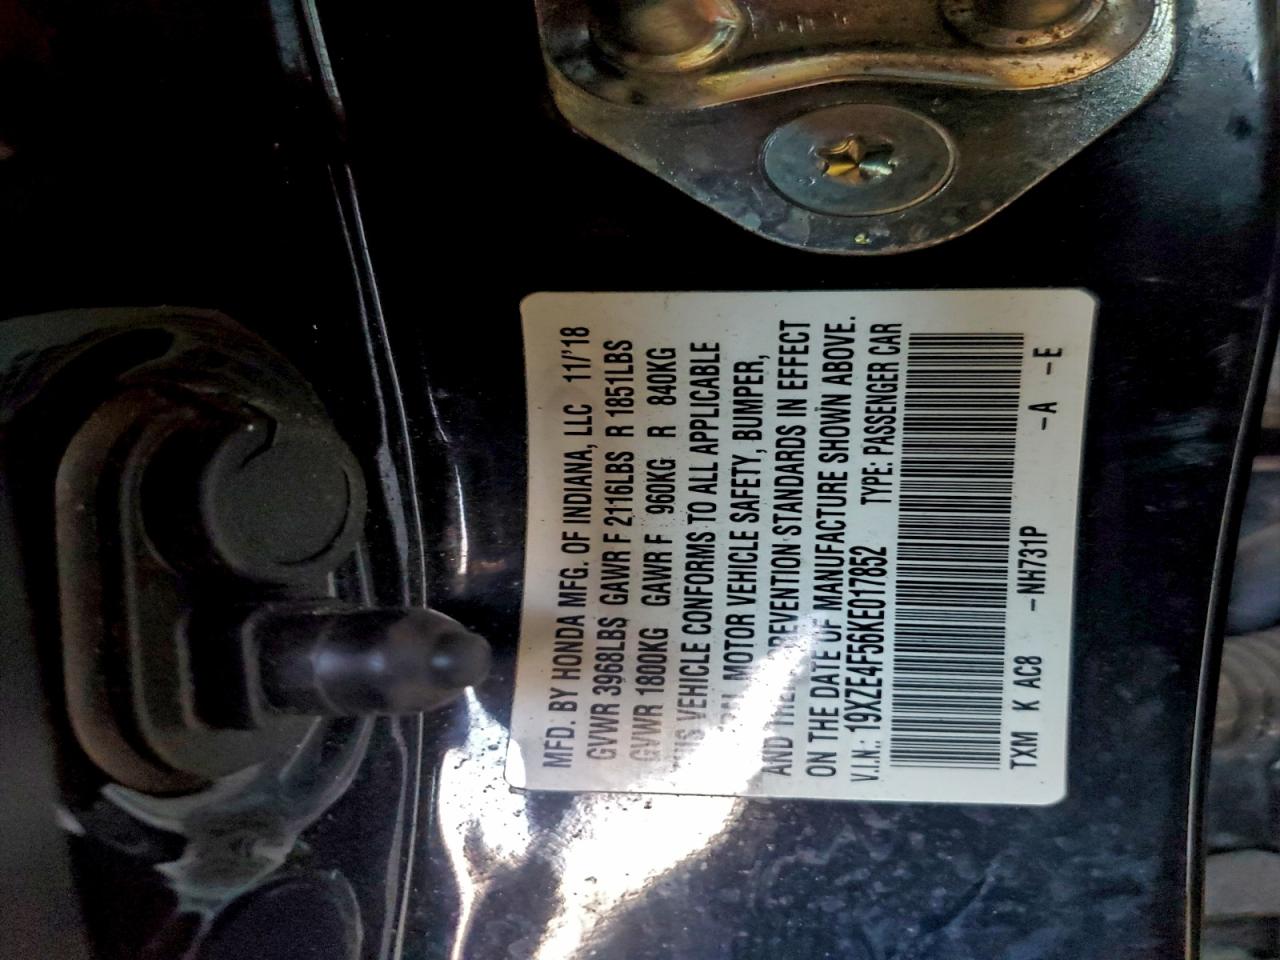 MFD. BY HONDA MFG. OF INDIANA, LLC 11/'18
GVWR 3968LBS GAWR F 2116LBS R 1851LBS
GVWR 1800KG GAWR F 960KG R 840KG
THIS VEHICLE CONFORMS TO ALL APPLICABLE
MOTOR VEHICLE SAFETY, BUMPER,
AND THEFT PREVENTION STANDARDS IN EFFECT
ON THE DATE OF MANUFACTURE SHOWN ABOVE.
V.I.N.: 19XZE4F56KE017852 TYPE: PASSENGER CAR
TXM K AC8 -NH731P -A -E